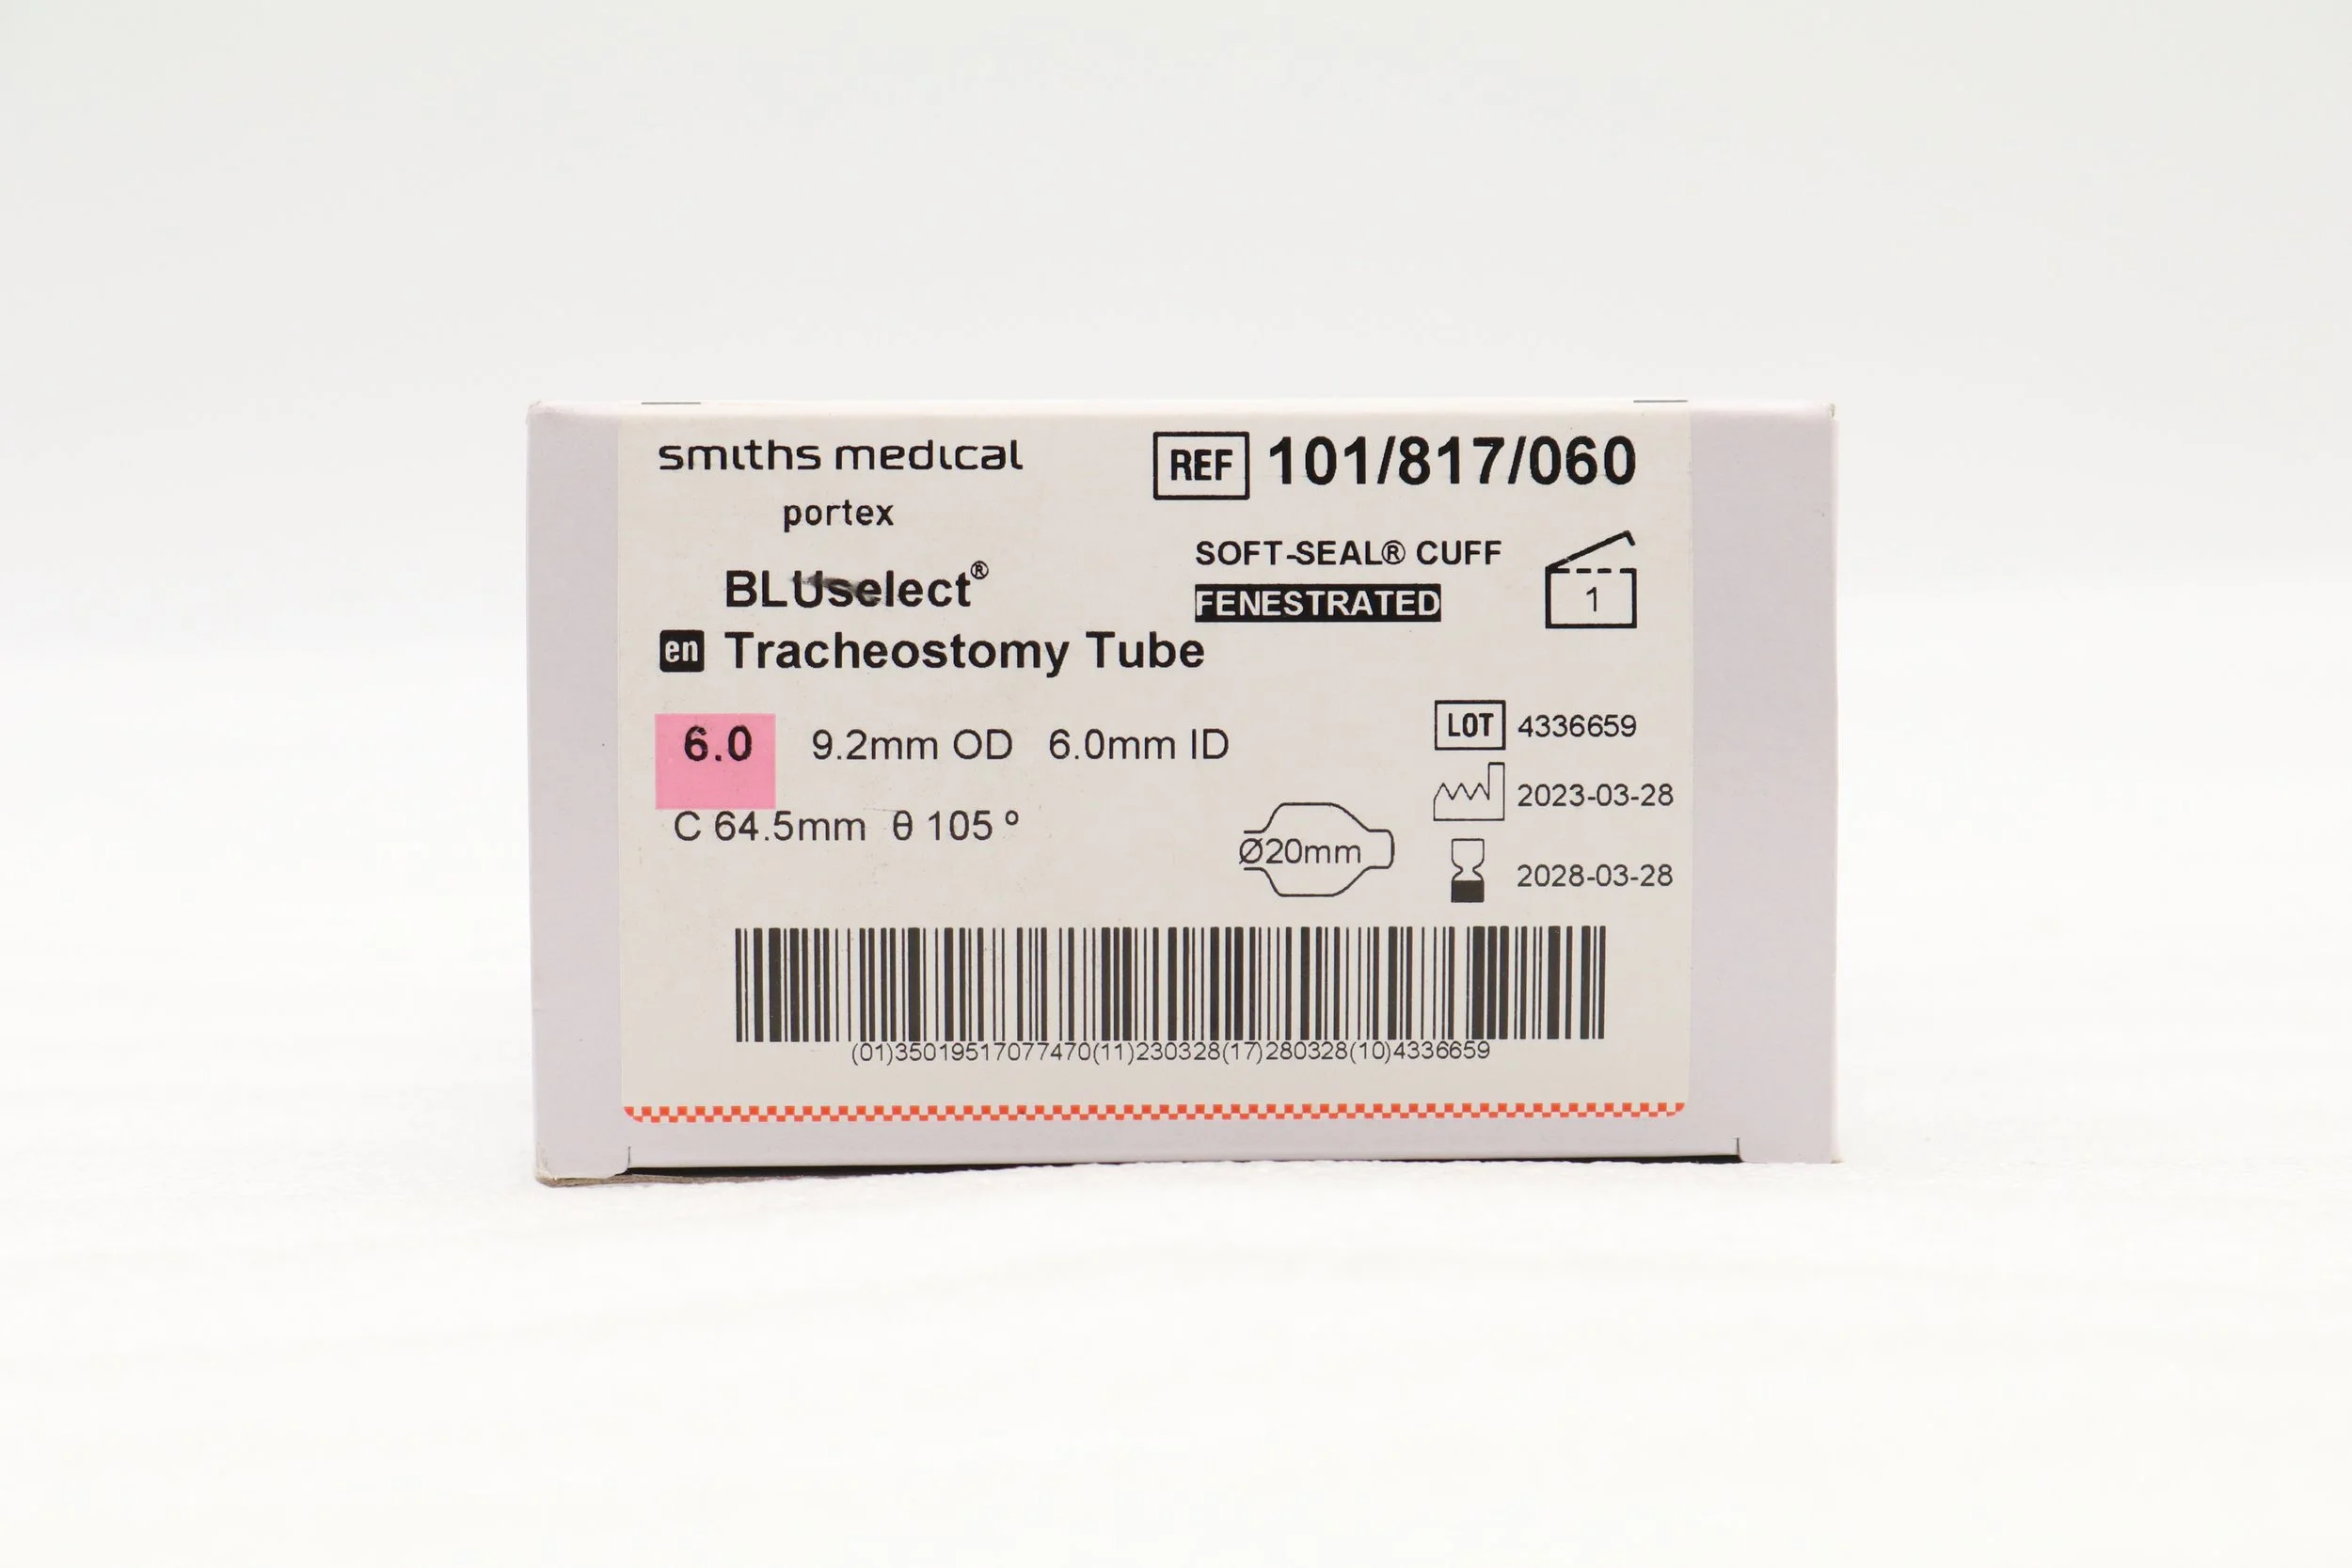 smiths medical
portex
REF 101/817/060
BLUselect®
SOFT-SEAL® CUFF
FENESTRATED
1
en Tracheostomy Tube
6.0 9.2mm OD 6.0mm ID
LOT 4336659
C 64.5mm θ 105 °
2023-03-28
Ø20mm
2028-03-28
(01)35019517077470(11)230328(17)280328(10)4336659